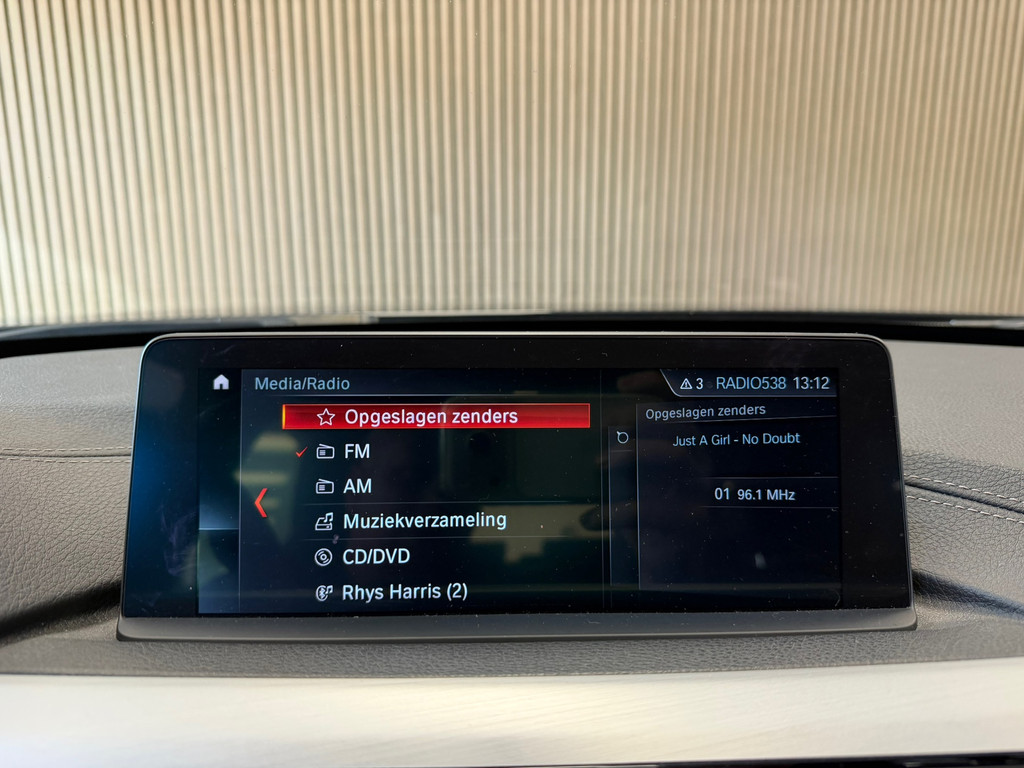 Media/Radio
3 RADIO538 13:12
Opgeslagen zenders
FM
AM
Muziekverzameling
CD/DVD
Rhys Harris (2)
Opgeslagen zenders
Just A Girl - No Doubt
01 96.1 MHz